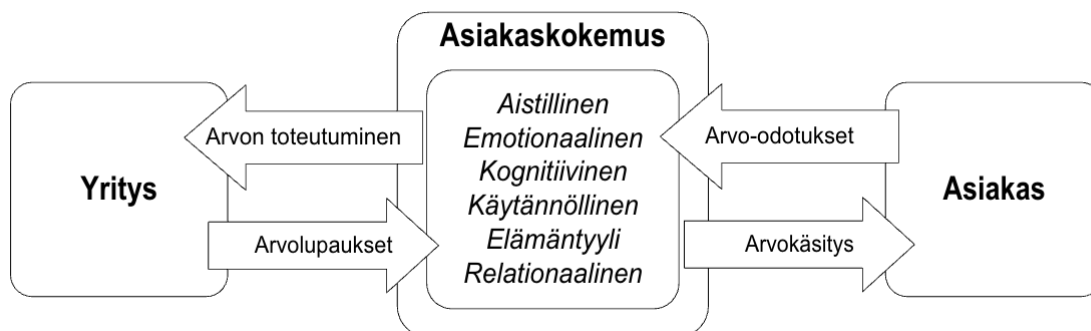 Asiakaskokemus
Yritys
Arvon toteutuminen
Arvolupaukset
Aistillinen
Emotionaalinen
Kognitiivinen
Käytännöllinen
Elämäntyyli
Relationaalinen
Arvo-odotukset
Arvokäsitys
Asiakas